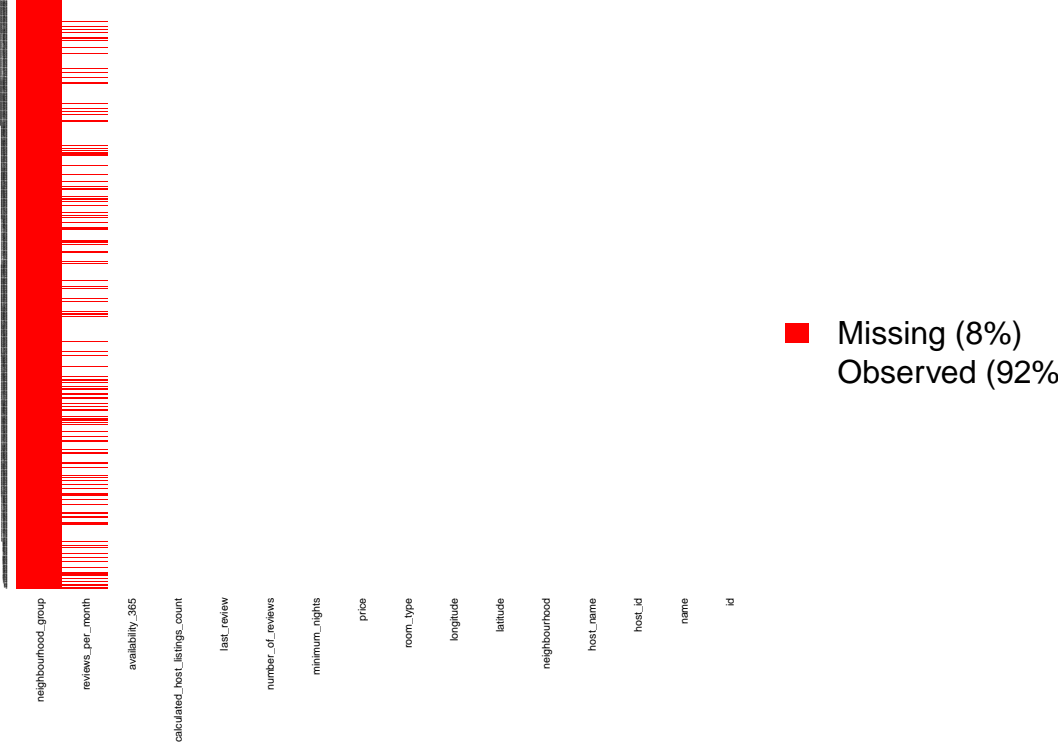 Missing (8%)
Observed (92%
neighbourhood_group
reviews_per_month
availability_365
calculated_host_listings_count
last_review
number_of_reviews
minimum_nights
price
room_type
longitude
latitude
neighbourhood
host_name
host_id
name
id